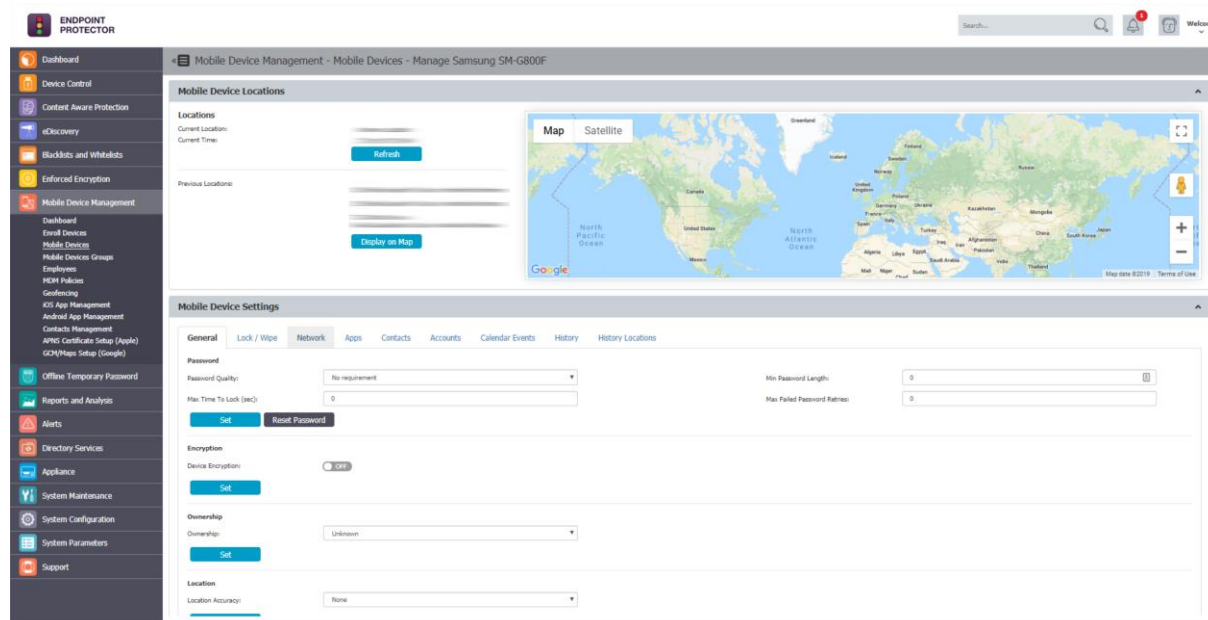 ENDPOINT
PROTECTOR
Search...
1
Welco
Dashboard
Device Control
Content Aware Protection
eDiscovery
Blacklists and Whitelists
Enforced Encryption
Mobile Device Management
Dashboard
Enroll Devices
Mobile Devices
Mobile Devices Groups
Employees
MDM Policies
Geofencing
iOS App Management
Android App Management
Contacts Management
APNS Certificate Setup (Apple)
GCM/Maps Setup (Google)
Offline Temporary Password
Reports and Analysis
Alerts
Directory Services
Appliance
System Maintenance
System Configuration
System Parameters
Support
Mobile Device Management - Mobile Devices - Manage Samsung SM-G800F
Mobile Device Locations
Locations
Current Location:
Current Time:
Refresh
Previous Locations:
Display on Map
Map Satellite
Greenland
Iceland
Finland
Sweden
Norway
Russia
United Kingdom
Poland
Germany
Ukraine
France
Spain
Italy
Turkey
Kazakhstan
Mongolia
Canada
United States
Mexico
North Pacific Ocean
North Atlantic Ocean
Algeria
Libya
Egypt
Saudi Arabia
Iraq
Iran
Afghanistan
Pakistan
India
China
South Korea
Japan
Thailand
Mali
Niger
Chad
Sudan
Google
Map data ©2019 Terms of Use
Mobile Device Settings
General Lock / Wipe Network Apps Contacts Accounts Calendar Events History History Locations
Password
Password Quality: No requirement Min Password Length: 0
Max Time To Lock (sec): 0 Max Failed Password Retries: 0
Set Reset Password
Encryption
Device Encryption: OFF
Set
Ownership
Ownership: Unknown
Set
Location
Location Accuracy: None